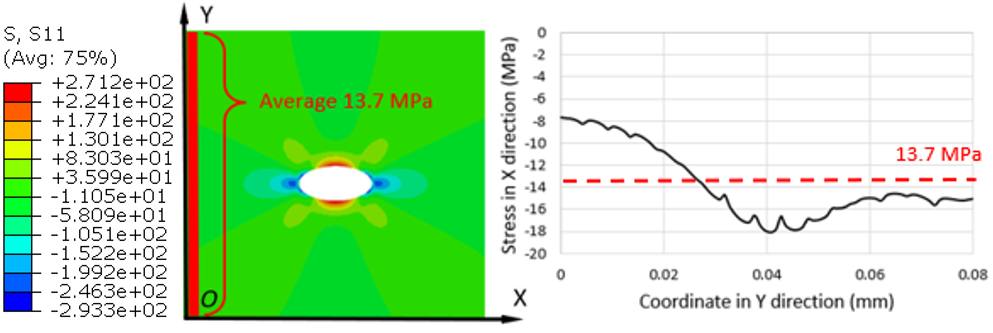 S, S11
(Avg: 75%)
+2.712e+02
+2.241e+02
+1.771e+02
+1.301e+02
+8.303e+01
+3.599e+01
-1.105e+01
-5.809e+01
-1.051e+02
-1.522e+02
-1.992e+02
-2.463e+02
-2.933e+02
Y
Average 13.7 MPa
O
X
Stress in X direction (MPa)
0
-2
-4
-6
-8
-10
-12
-14
-16
-18
-20
13.7 MPa
0
0.02
0.04
0.06
0.08
Coordinate in Y direction (mm)